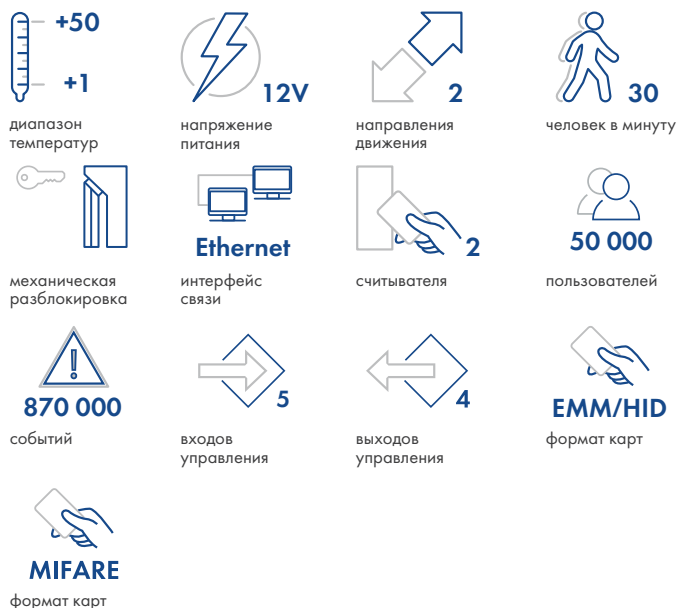 +50
+1
диапазон
температур
12V
напряжение
питания
2
направления
движения
30
человек в минуту
механическая
разблокировка
Ethernet
интерфейс
связи
2
считывателя
50 000
пользователей
870 000
событий
5
входов
управления
4
выходов
управления
EMM/HID
формат карт
MIFARE
формат карт